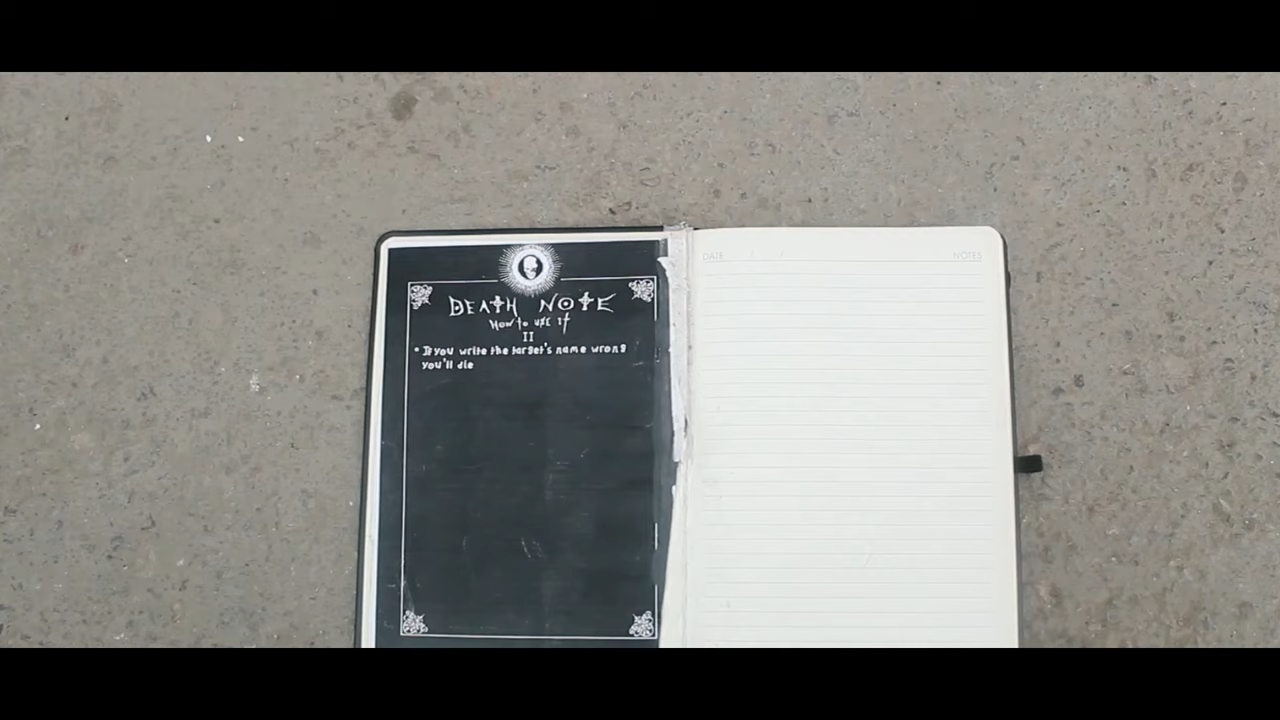 DEATH NOTE
How to USE It
II
• If you write the target's name wrong
you'll die
DATE / /
NOTES